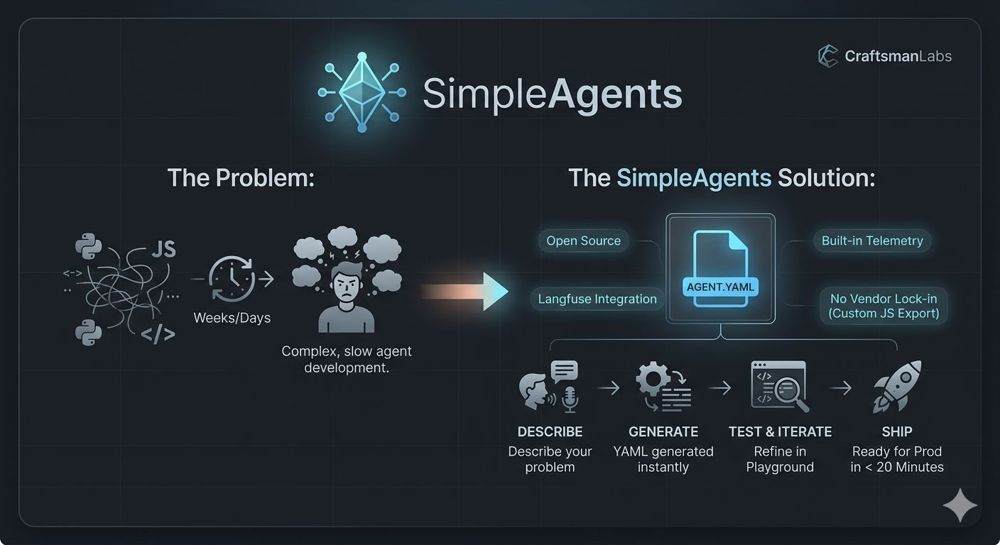 CraftsmanLabs
SimpleAgents
The Problem:
JS
<->
</>
Weeks/Days
Complex, slow agent
development.
The SimpleAgents Solution:
Open Source
Langfuse Integration
AGENT.YAML
Built-in Telemetry
No Vendor Lock-in
(Custom JS Export)
</>
</>
DESCRIBE
Describe your
problem
GENERATE
YAML generated
instantly
TEST & ITERATE
Refine in
Playground
SHIP
Ready for Prod
in < 20 Minutes